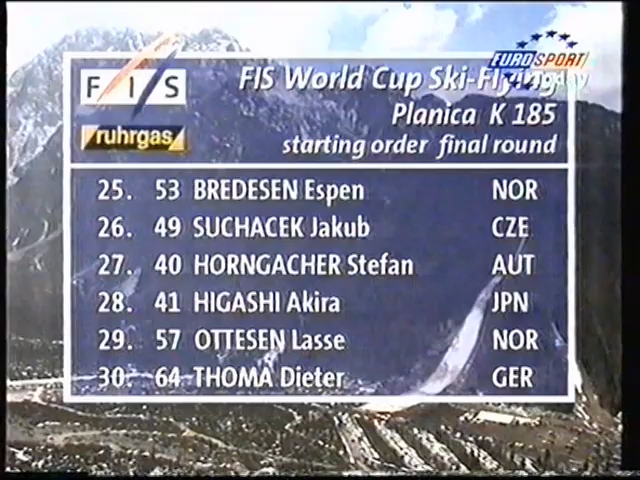 EUROSPORT
FIS
FIS World Cup Ski-Flying
Planica K 185
ruhrgas
starting order final round
25. 53 BREDESEN Espen NOR
26. 49 SUCHACEK Jakub CZE
27. 40 HORNGACHER Stefan AUT
28. 41 HIGASHI Akira JPN
29. 57 OTTESEN Lasse NOR
30. 64 THOMA Dieter GER